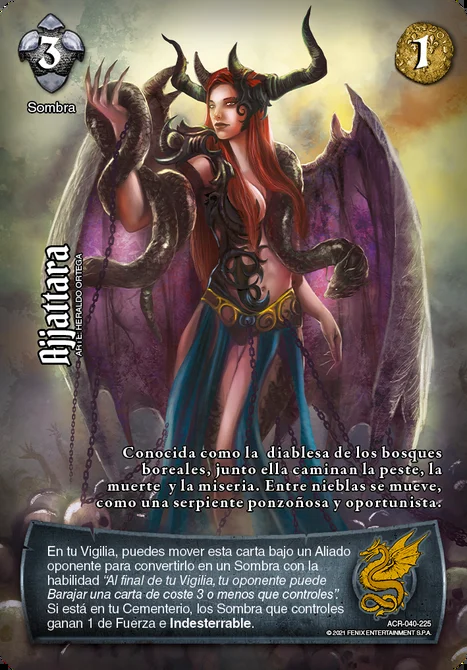 3
1
Sombra
Ajjattara
ARTE: HERALDO ORTEGA
Conocida como la diablesa de los bosques
boreales, junto ella caminan la peste, la
muerte y la miseria. Entre nieblas se mueve,
como una serpiente ponzoñosa y oportunista.
En tu Vigilia, puedes mover esta carta bajo un Aliado
oponente para convertirlo en un Sombra con la
habilidad “Al final de tu Vigilia, tu oponente puede
Barajar una carta de coste 3 o menos que controles”.
Si está en tu Cementerio, los Sombra que controles
ganan 1 de Fuerza e Indesterrable.
ACR-040-225
© 2021 FENIX ENTERTAINMENT S.P.A.